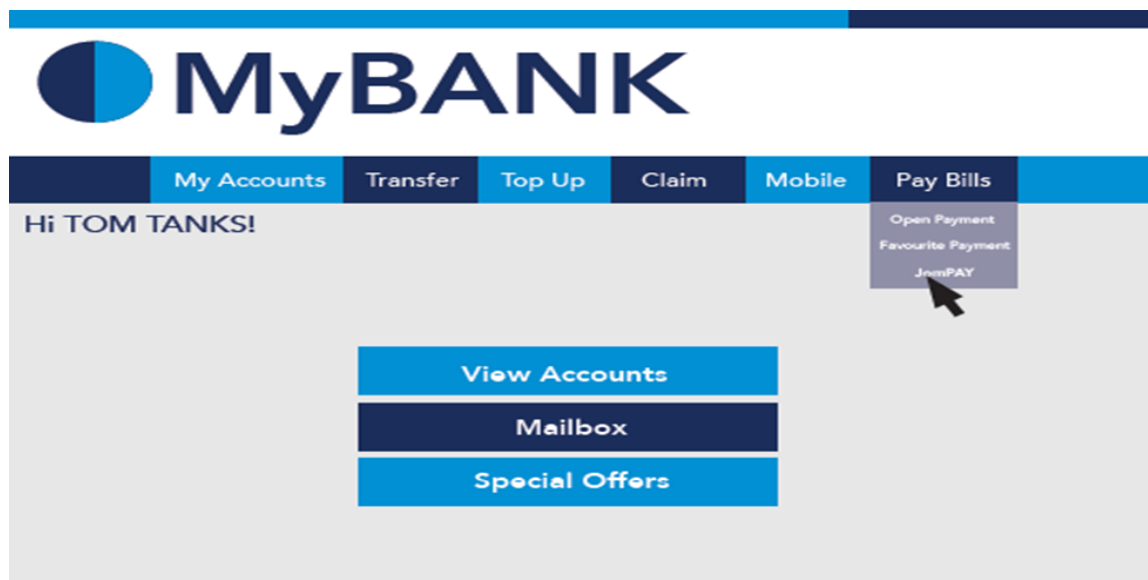 MyBANK
My Accounts Transfer Top Up Claim Mobile Pay Bills
Hi TOM TANKS!
Open Payment
Favourite Payment
JomPAY
View Accounts
Mailbox
Special Offers